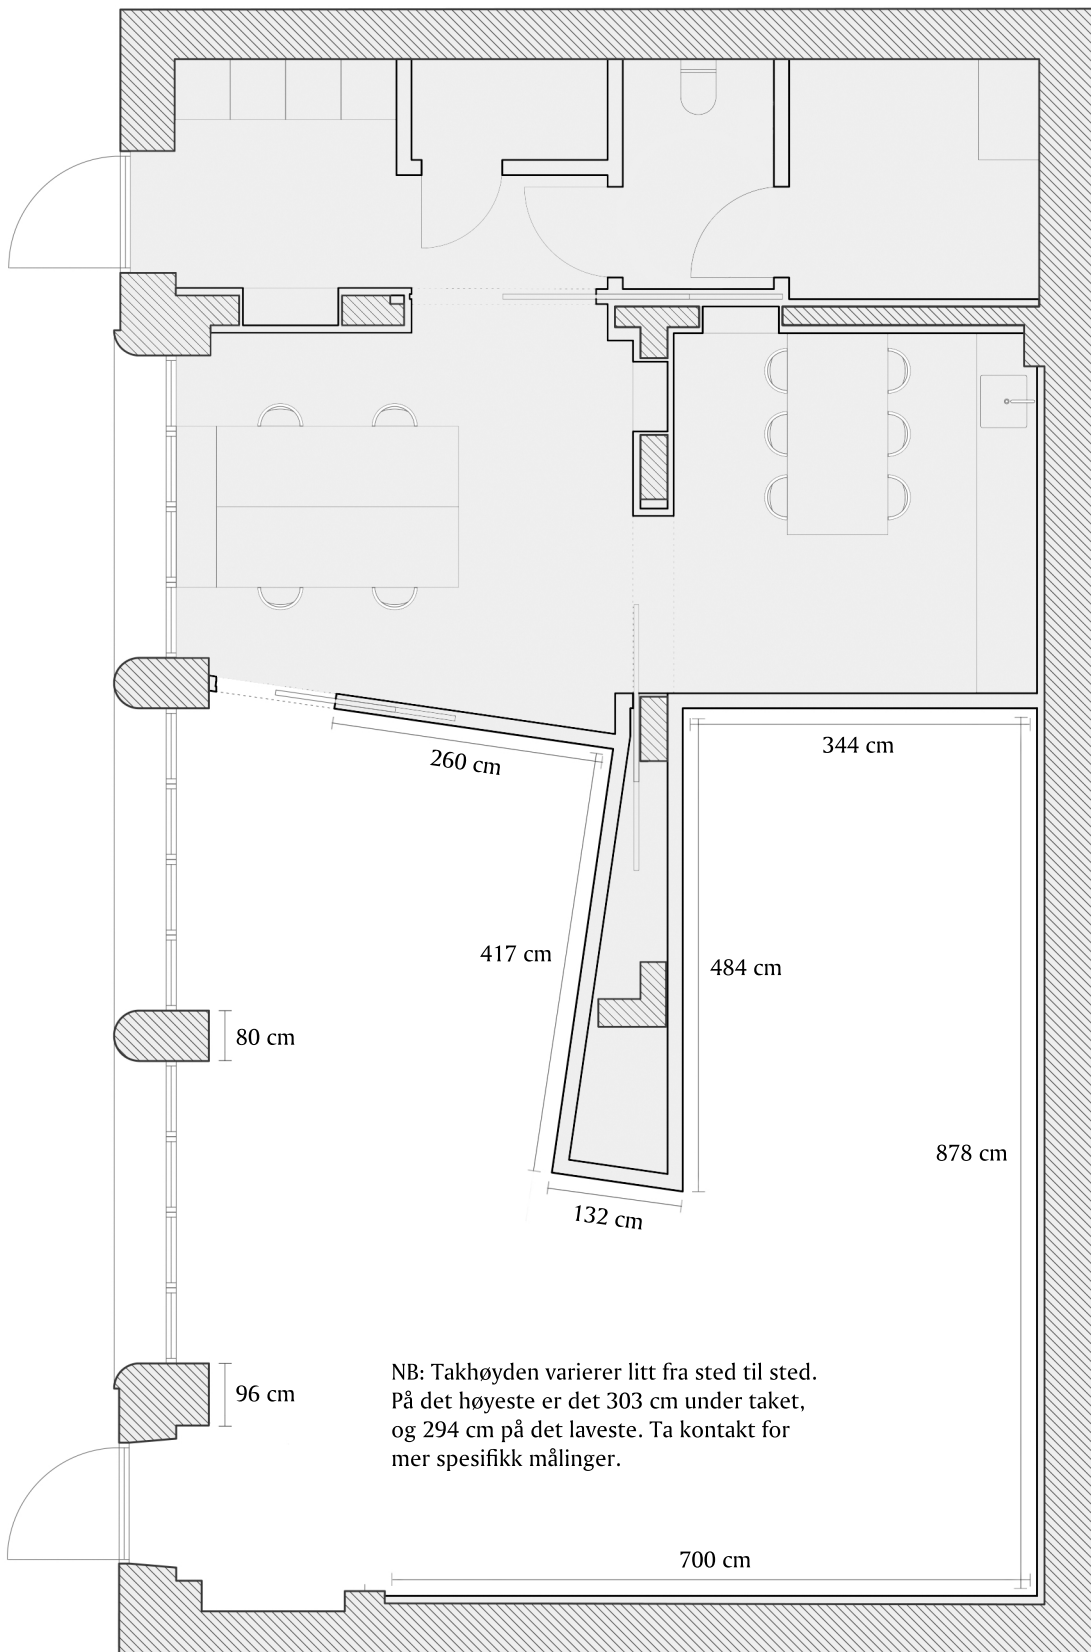 260 cm
344 cm
417 cm
484 cm
80 cm
878 cm
132 cm
96 cm
NB: Takhøyden varierer litt fra sted til sted.
På det høyeste er det 303 cm under taket,
og 294 cm på det laveste. Ta kontakt for
mer spesifikk målinger.
700 cm